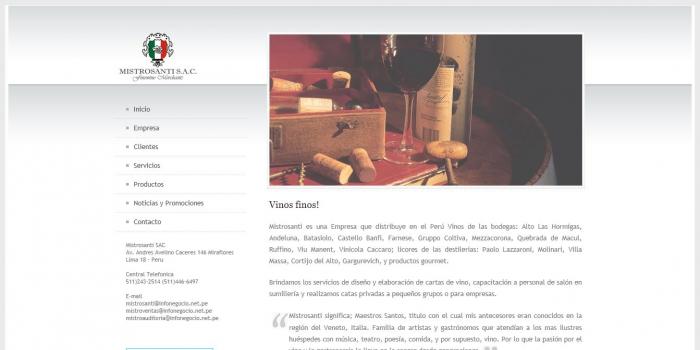 MISTROSANTI S.A.C.
Inicio
Empresa
Clientes
Servicios
Productos
Noticias y Promociones
Contacto
Mistrosanti SAC
Av. Andres Avelino Caceres 146 Miraflores
Lima 18 - Peru
Central Telefonica
511)243-2514 (511)446-6497
E-mail
mistrosanti@infonegocio.net.pe
mistroventas@infonegocio.net.pe
mistroauditoria@infonegocio.net.pe
Vinos finos!
Mistrosanti es una Empresa que distribuye en el Perú Vinos de las bodegas: Alto Las Hormigas,
Andeluna, Batasiolo, Castello Banfi, Farnese, Gruppo Coltiva, Mezzacorona, Quebrada de Macul,
Ruffino, Viu Manent, Vinicola Caccaro; licores de las destilerías: Paolo Lazzaroni, Molinari, Villa
Massa, Cortijo del Alto, Gargurevich, y productos gourmet.
Brindamos los servicios de diseño y elaboración de cartas de vino, capacitación a personal de salón en
sumillería y realizamos catas privadas a pequeños grupos o para empresas.
“ Mistrosanti significa; Maestros Santos, título con el cual mis antecesores eran conocidos en la
región del Veneto, Italia. Familia de artistas y gastrónomos que atendían a los mas ilustres
huéspedes con música, teatro, poesía, comida, y por supuesto, vino. Por lo que la pasión por el